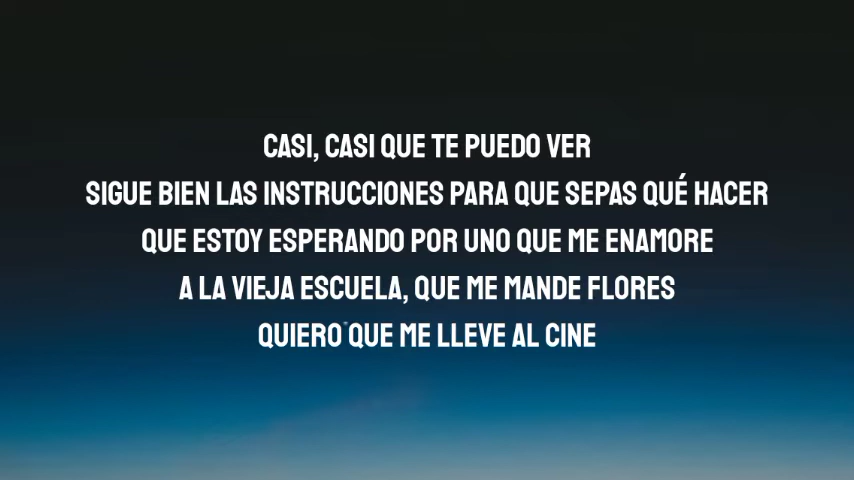 CASI, CASI QUE TE PUEDO VER
SIGUE BIEN LAS INSTRUCCIONES PARA QUE SEPAS QUÉ HACER
QUE ESTOY ESPERANDO POR UNO QUE ME ENAMORE
A LA VIEJA ESCUELA, QUE ME MANDE FLORES
QUIERO QUE ME LLEVE AL CINE